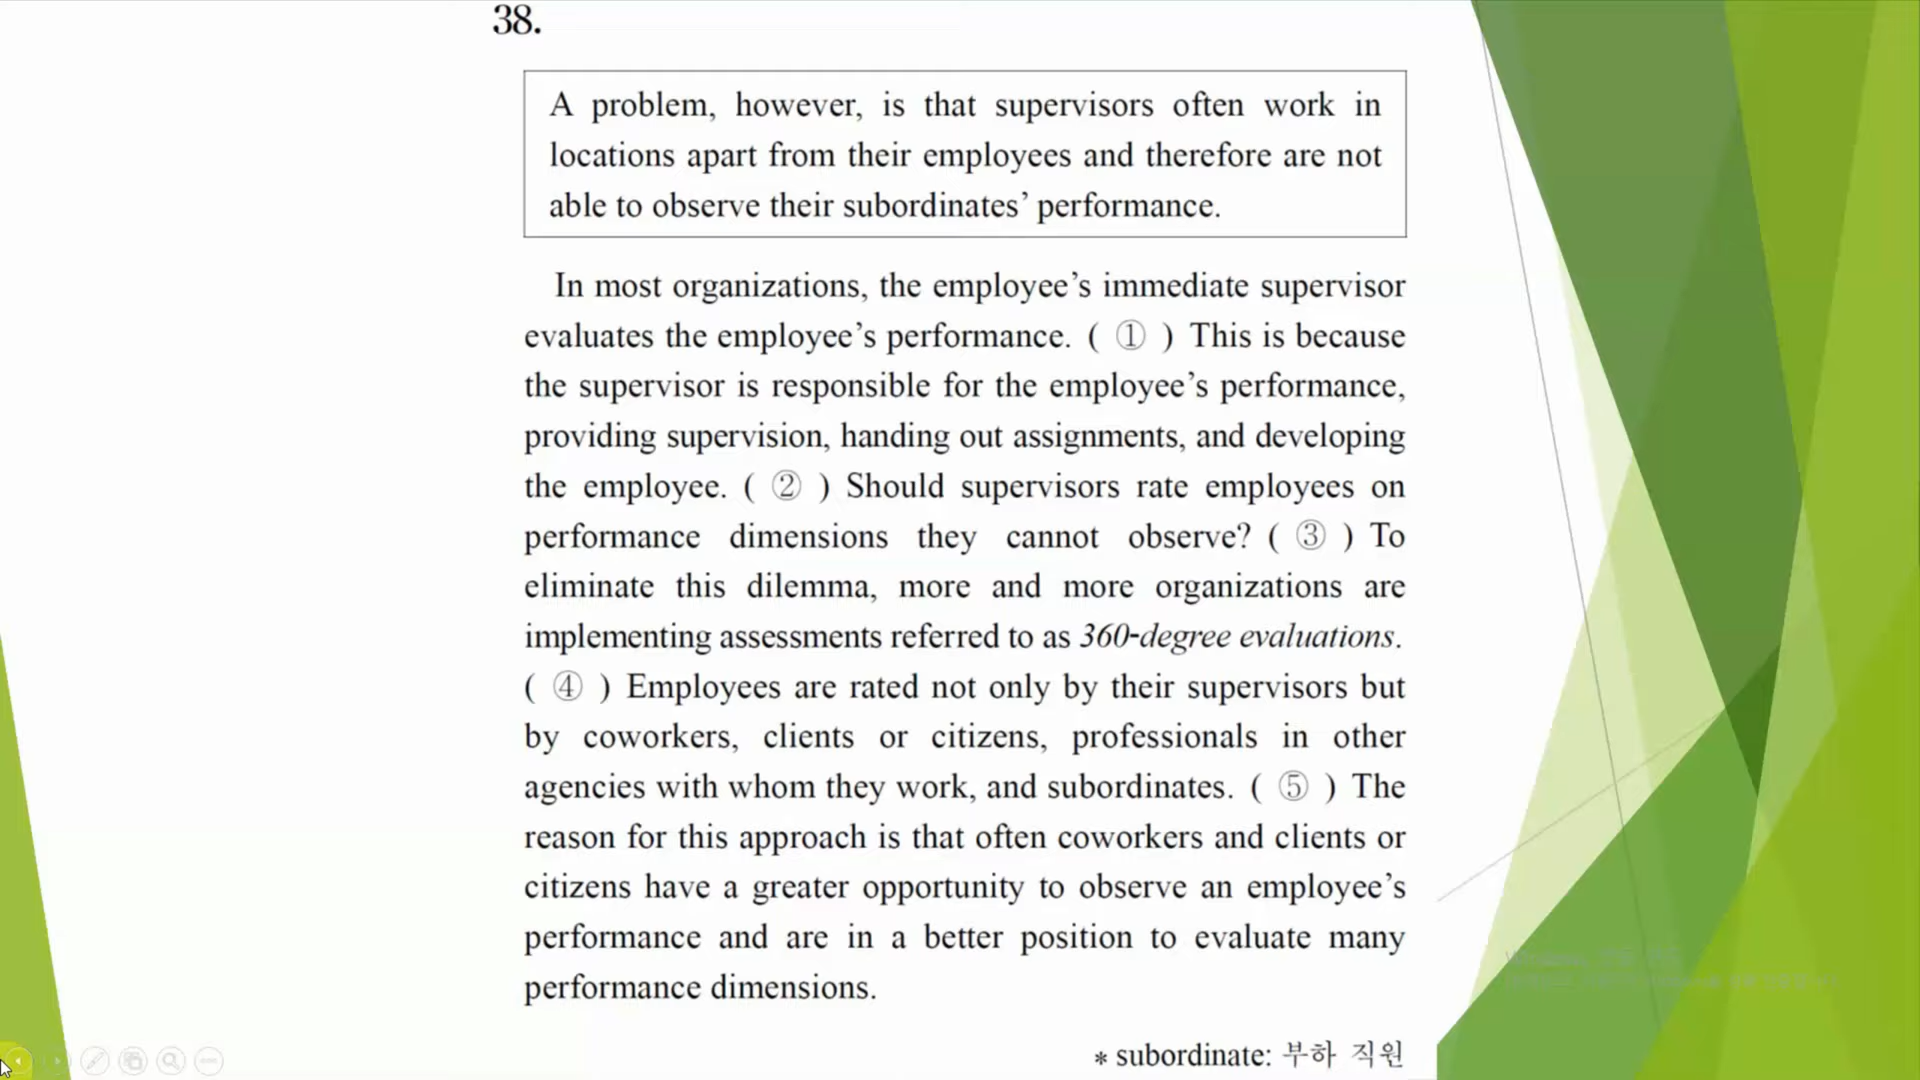 38.
A problem, however, is that supervisors often work in
locations apart from their employees and therefore are not
able to observe their subordinates’ performance.
In most organizations, the employee’s immediate supervisor
evaluates the employee’s performance. ( ① ) This is because
the supervisor is responsible for the employee’s performance,
providing supervision, handing out assignments, and developing
the employee. ( ② ) Should supervisors rate employees on
performance dimensions they cannot observe? ( ③ ) To
eliminate this dilemma, more and more organizations are
implementing assessments referred to as 360-degree evaluations.
( ④ ) Employees are rated not only by their supervisors but
by coworkers, clients or citizens, professionals in other
agencies with whom they work, and subordinates. ( ⑤ ) The
reason for this approach is that often coworkers and clients or
citizens have a greater opportunity to observe an employee’s
performance and are in a better position to evaluate many
performance dimensions.
* subordinate: 부하 직원